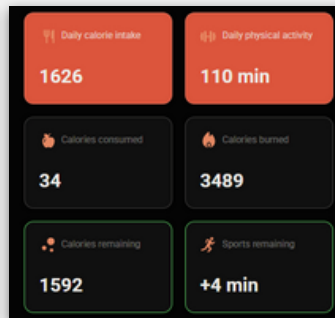 Daily calorie intake
Daily physical activity
1626
110 min
Calories consumed
Calories burned
34
3489
Calories remaining
Sports remaining
1592
+4 min